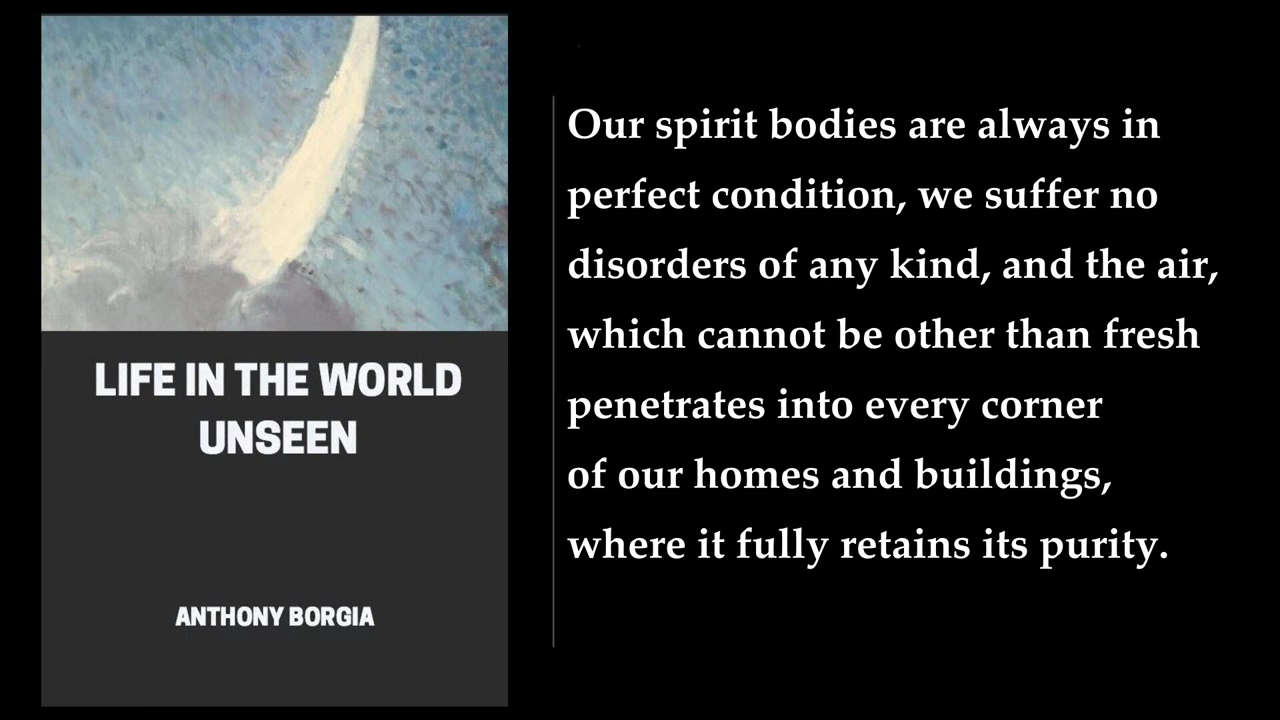 LIFE IN THE WORLD
UNSEEN
ANTHONY BORGIA
Our spirit bodies are always in
perfect condition, we suffer no
disorders of any kind, and the air,
which cannot be other than fresh
penetrates into every corner
of our homes and buildings,
where it fully retains its purity.